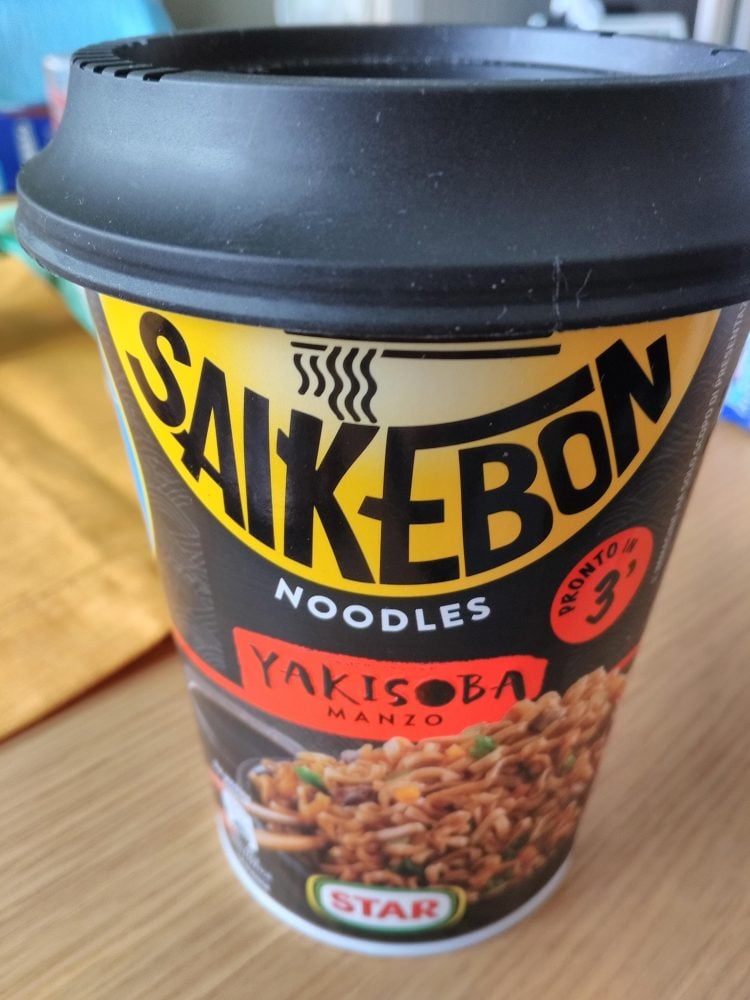 SAIKEBON
NOODLES
PRONTO IN
3'
YAKISOBA
MANZO
STAR